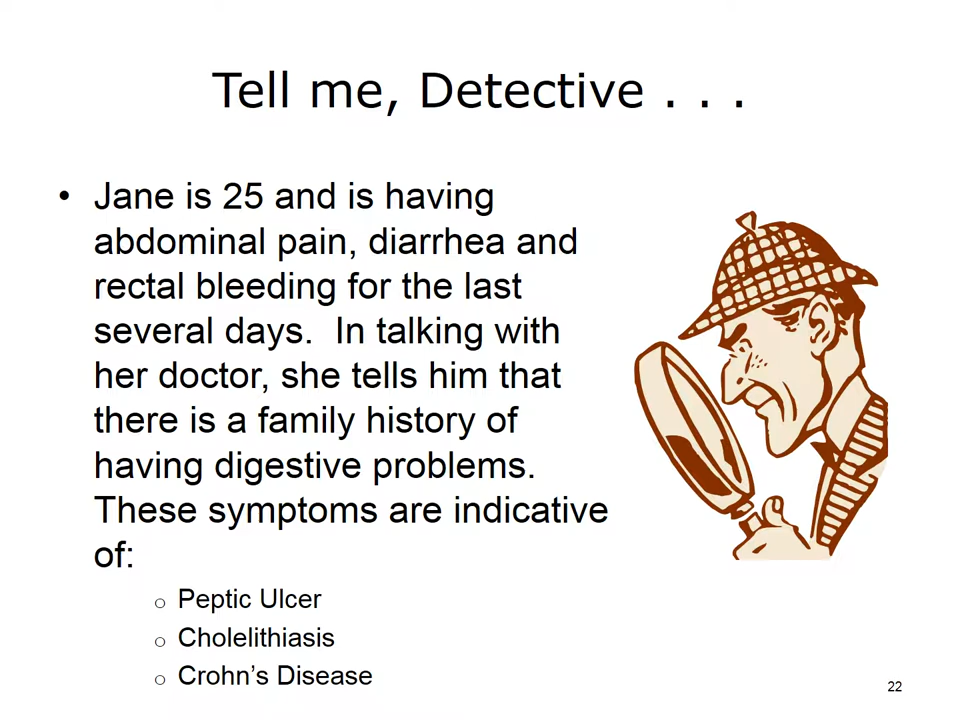 Tell me, Detective . . .
• Jane is 25 and is having
abdominal pain, diarrhea and
rectal bleeding for the last
several days.  In talking with
her doctor, she tells him that
there is a family history of
having digestive problems.
These symptoms are indicative
of:
o Peptic Ulcer
o Cholelithiasis
o Crohn’s Disease
22